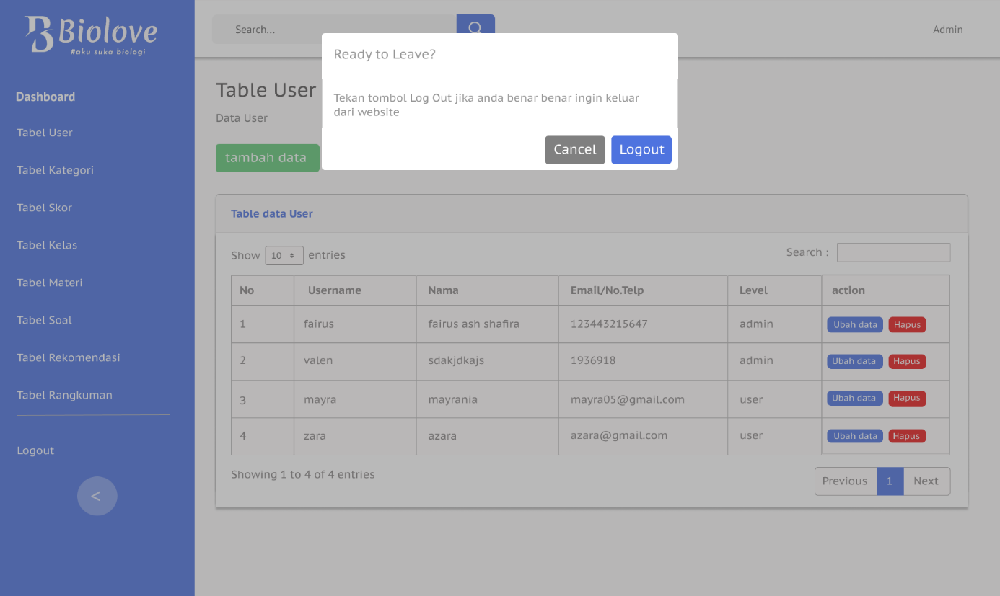 Biolove
#aku suka biologi
Dashboard
Tabel User
Tabel Kategori
Tabel Skor
Tabel Kelas
Tabel Materi
Tabel Soal
Tabel Rekomendasi
Tabel Rangkuman
Logout
<
Search...
Admin
Ready to Leave?
Tekan tombol Log Out jika anda benar benar ingin keluar
dari website
Cancel Logout
Table User
Data User
tambah data
Table data User
Show 10 entries Search :
No Username Nama Email/No.Telp Level action
1 fairus fairus ash shafira 123443215647 admin Ubah data Hapus
2 valen sdakjdkajs 1936918 admin Ubah data Hapus
3 mayra mayrania mayra05@gmail.com user Ubah data Hapus
4 zara azara azara@gmail.com user Ubah data Hapus
Showing 1 to 4 of 4 entries Previous 1 Next